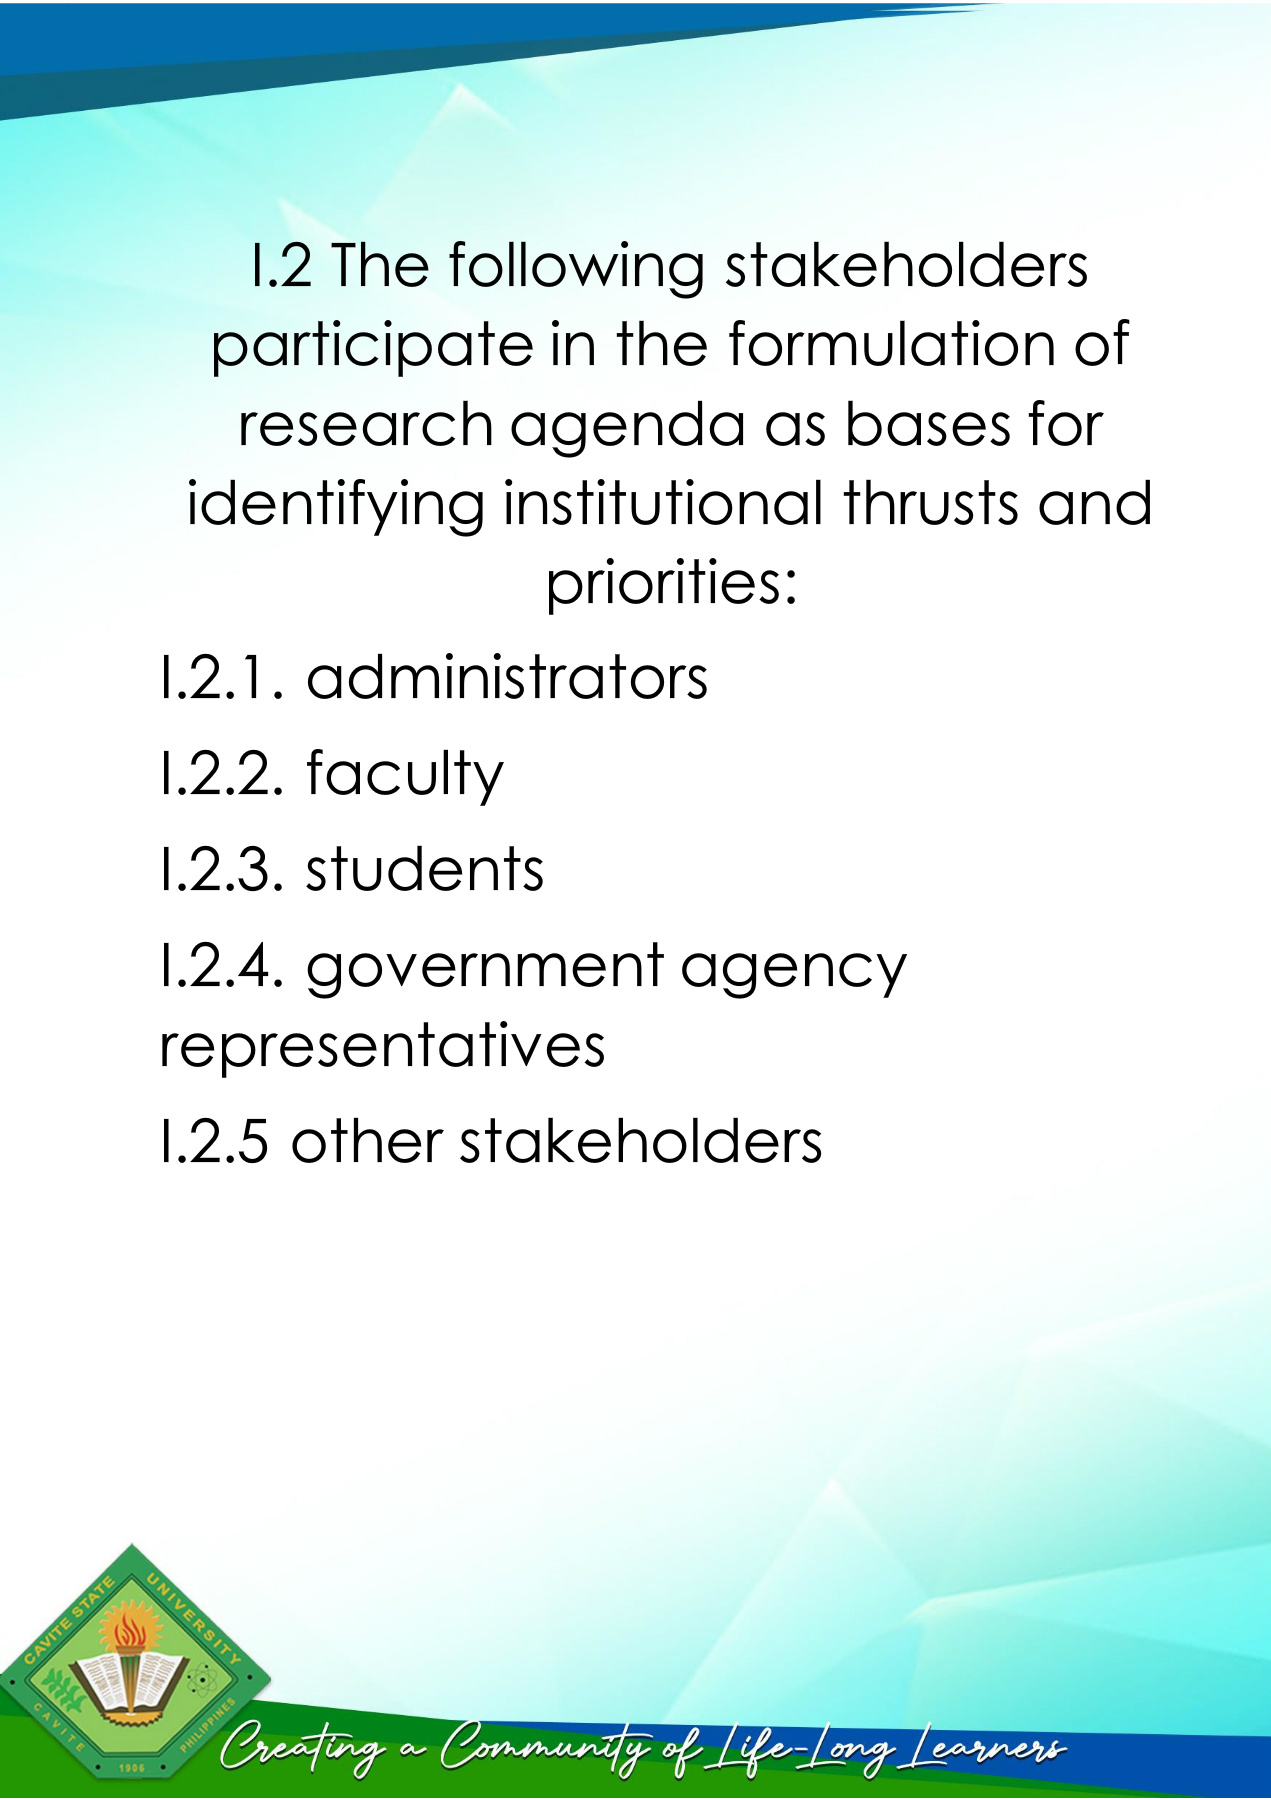 I.2 The following stakeholders
participate in the formulation of
research agenda as bases for
identifying institutional thrusts and
priorities:
I.2.1. administrators
I.2.2. faculty
I.2.3. students
I.2.4. government agency
representatives
I.2.5 other stakeholders
CAVITE STATE UNIVERSITY
CAVITE PHILIPPINES
1906
Creating a Community of Life-Long Learners